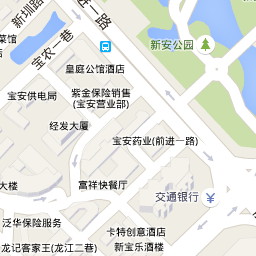 新圳路
进一路
菜馆
宝农一巷
新安公园
皇庭公馆酒店
宝安供电局
紫金保险销售
(宝安营业部)
经发大厦
宝安药业(前进一路)
大楼
富祥快餐厅
交通银行
泛华保险服务
卡特创意酒店
龙记客家王(龙江二巷)
新宝乐酒楼